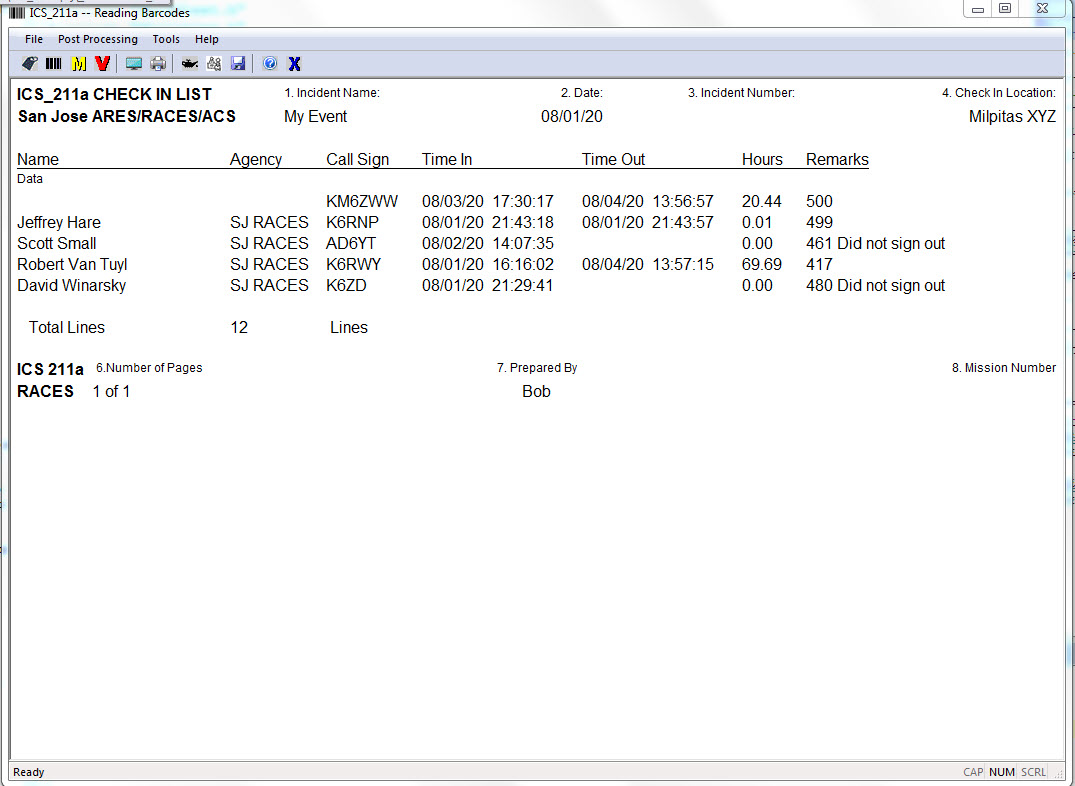 ICS_211a -- Reading Barcodes
File Post Processing Tools Help
ICS_211a CHECK IN LIST 1. Incident Name: 2. Date: 3. Incident Number: 4. Check In Location:
San Jose ARES/RACES/ACS My Event 08/01/20 Milpitas XYZ
Name Agency Call Sign Time In Time Out Hours Remarks
Data
KM6ZWW 08/03/20 17:30:17 08/04/20 13:56:57 20.44 500
Jeffrey Hare SJ RACES K6RNP 08/01/20 21:43:18 08/01/20 21:43:57 0.01 499
Scott Small SJ RACES AD6YT 08/02/20 14:07:35 0.00 461 Did not sign out
Robert Van Tuyl SJ RACES K6RWY 08/01/20 16:16:02 08/04/20 13:57:15 69.69 417
David Winarsky SJ RACES K6ZD 08/01/20 21:29:41 0.00 480 Did not sign out
Total Lines 12 Lines
ICS 211a 6.Number of Pages 7. Prepared By 8. Mission Number
RACES 1 of 1 Bob
Ready CAP NUM SCRL